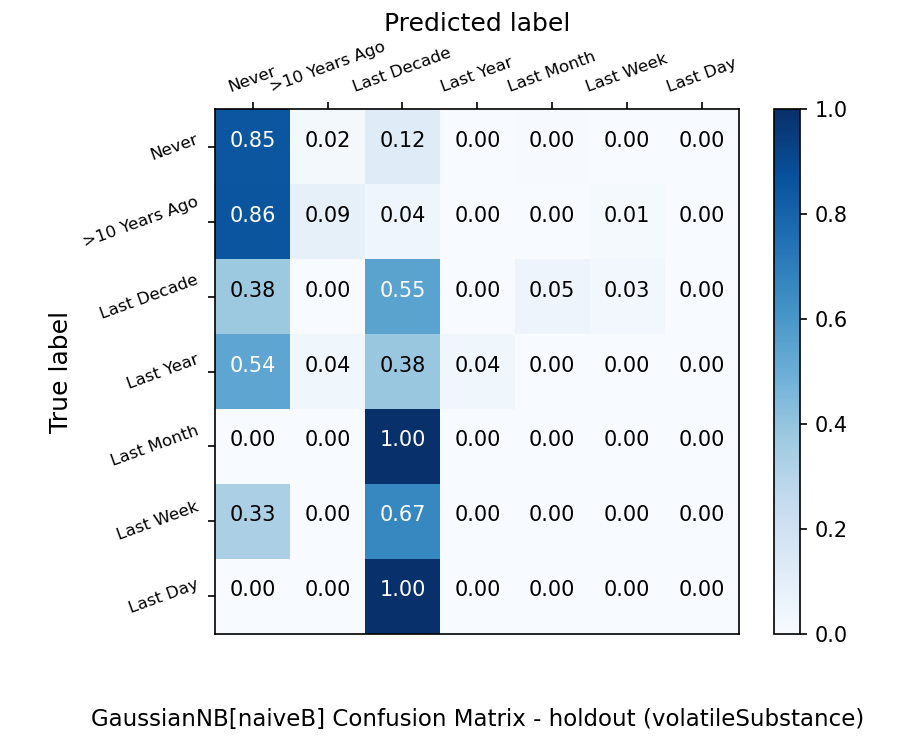 Predicted label
Never >10 Years Ago Last Decade Last Year Last Month Last Week Last Day
1.0
Never 0.85 0.02 0.12 0.00 0.00 0.00 0.00
0.8
>10 Years Ago 0.86 0.09 0.04 0.00 0.00 0.01 0.00
Last Decade 0.38 0.00 0.55 0.00 0.05 0.03 0.00
0.6
True label
Last Year 0.54 0.04 0.38 0.04 0.00 0.00 0.00
0.4
Last Month 0.00 0.00 1.00 0.00 0.00 0.00 0.00
Last Week 0.33 0.00 0.67 0.00 0.00 0.00 0.00
0.2
Last Day 0.00 0.00 1.00 0.00 0.00 0.00 0.00
0.0
GaussianNB[naiveB] Confusion Matrix - holdout (volatileSubstance)